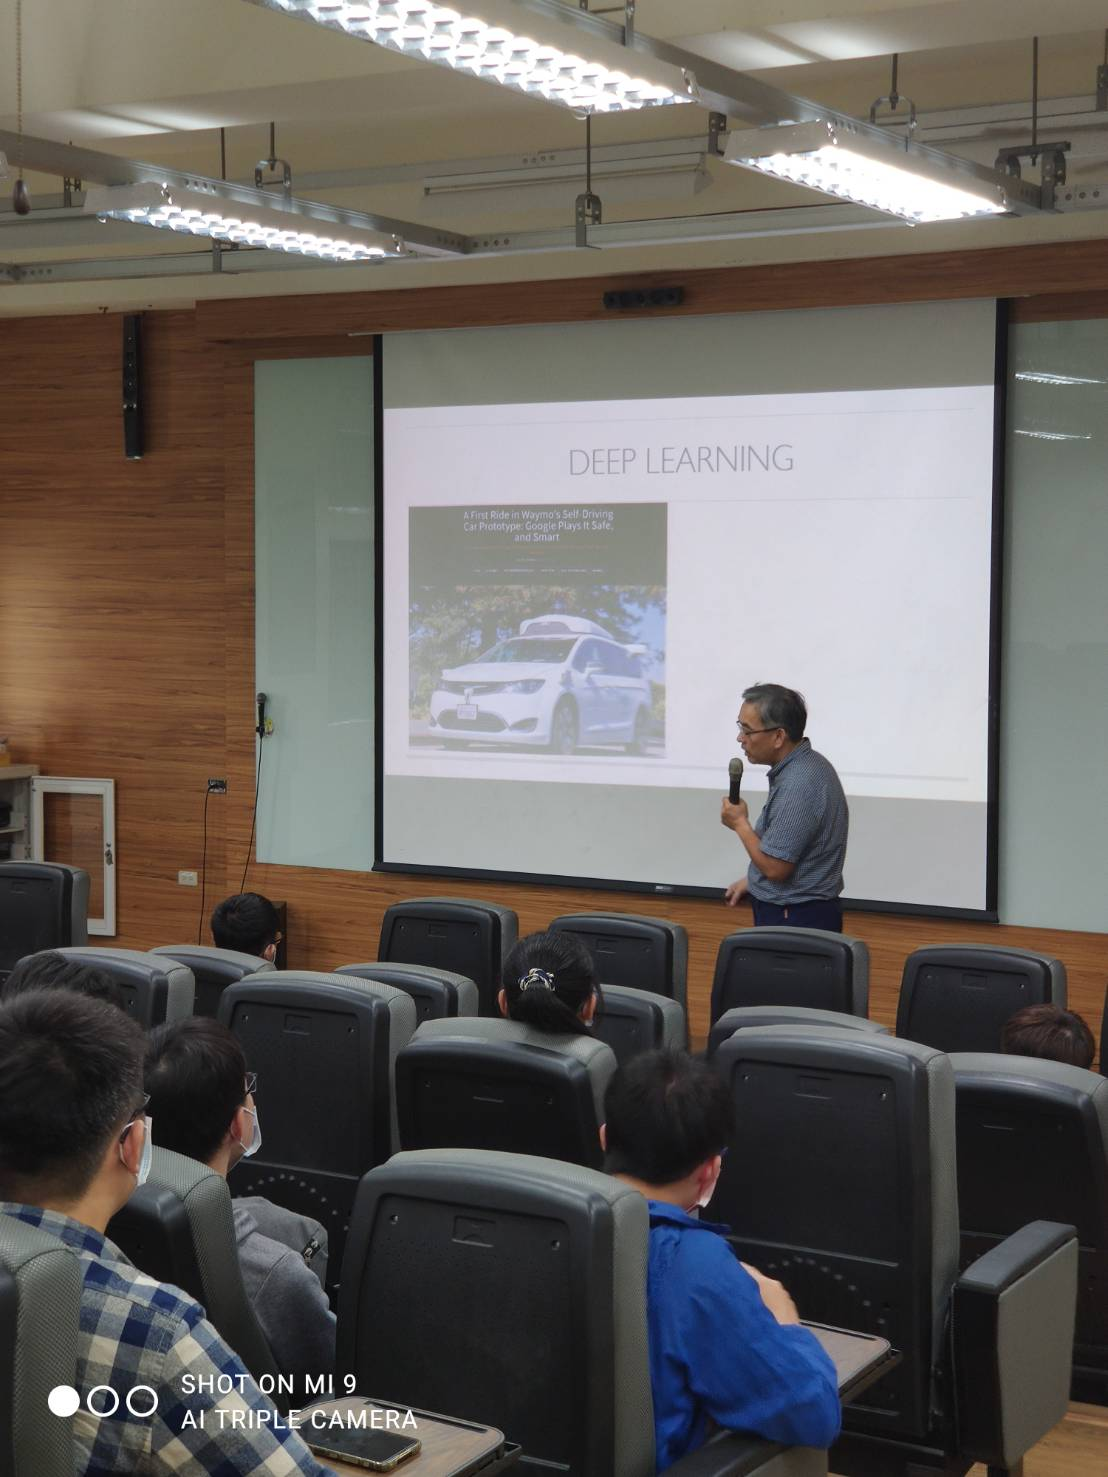 DEEP LEARNING
A First Ride in Waymo's Self-Driving
Car Prototype: Google Plays It Safe,
and Smart
SHOT ON MI 9
AI TRIPLE CAMERA